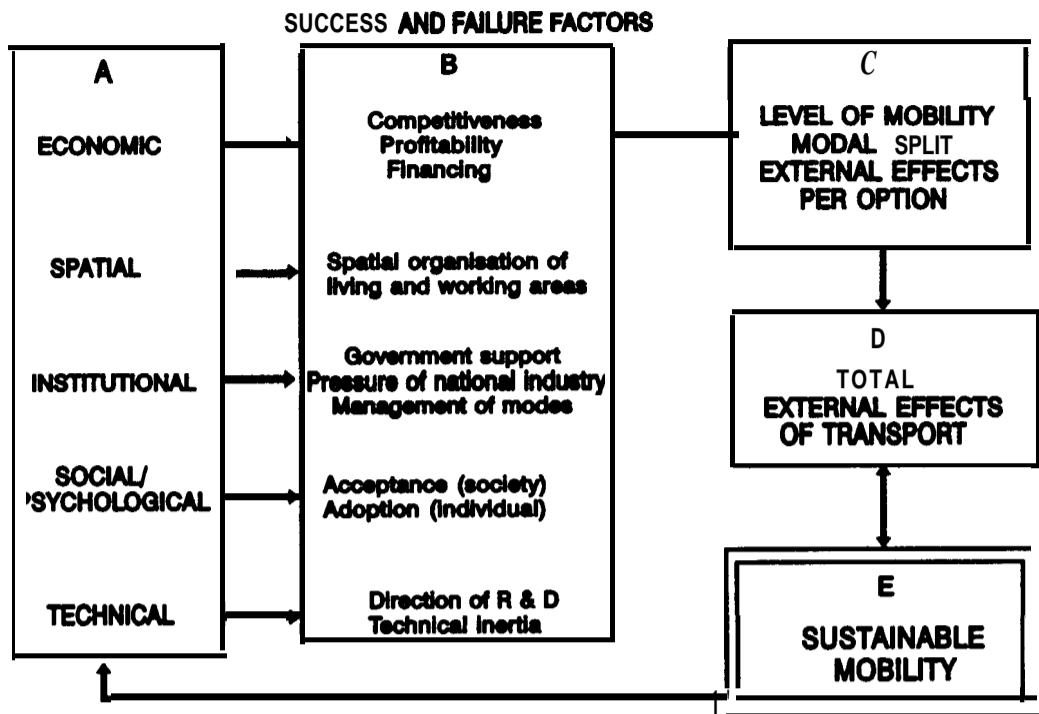 SUCCESS AND FAILURE FACTORS
A
ECONOMIC
SPATIAL
INSTITUTIONAL
SOCIAL/
PSYCHOLOGICAL
TECHNICAL
B
Competitiveness
Profitability
Financing
Spatial organisation of
living and working areas
Government support
Pressure of national industry
Management of modes
Acceptance (society)
Adoption (individual)
Direction of R & D
Technical inertia
C
LEVEL OF MOBILITY
MODAL SPLIT
EXTERNAL EFFECTS
PER OPTION
D
TOTAL
EXTERNAL EFFECTS
OF TRANSPORT
E
SUSTAINABLE
MOBILITY